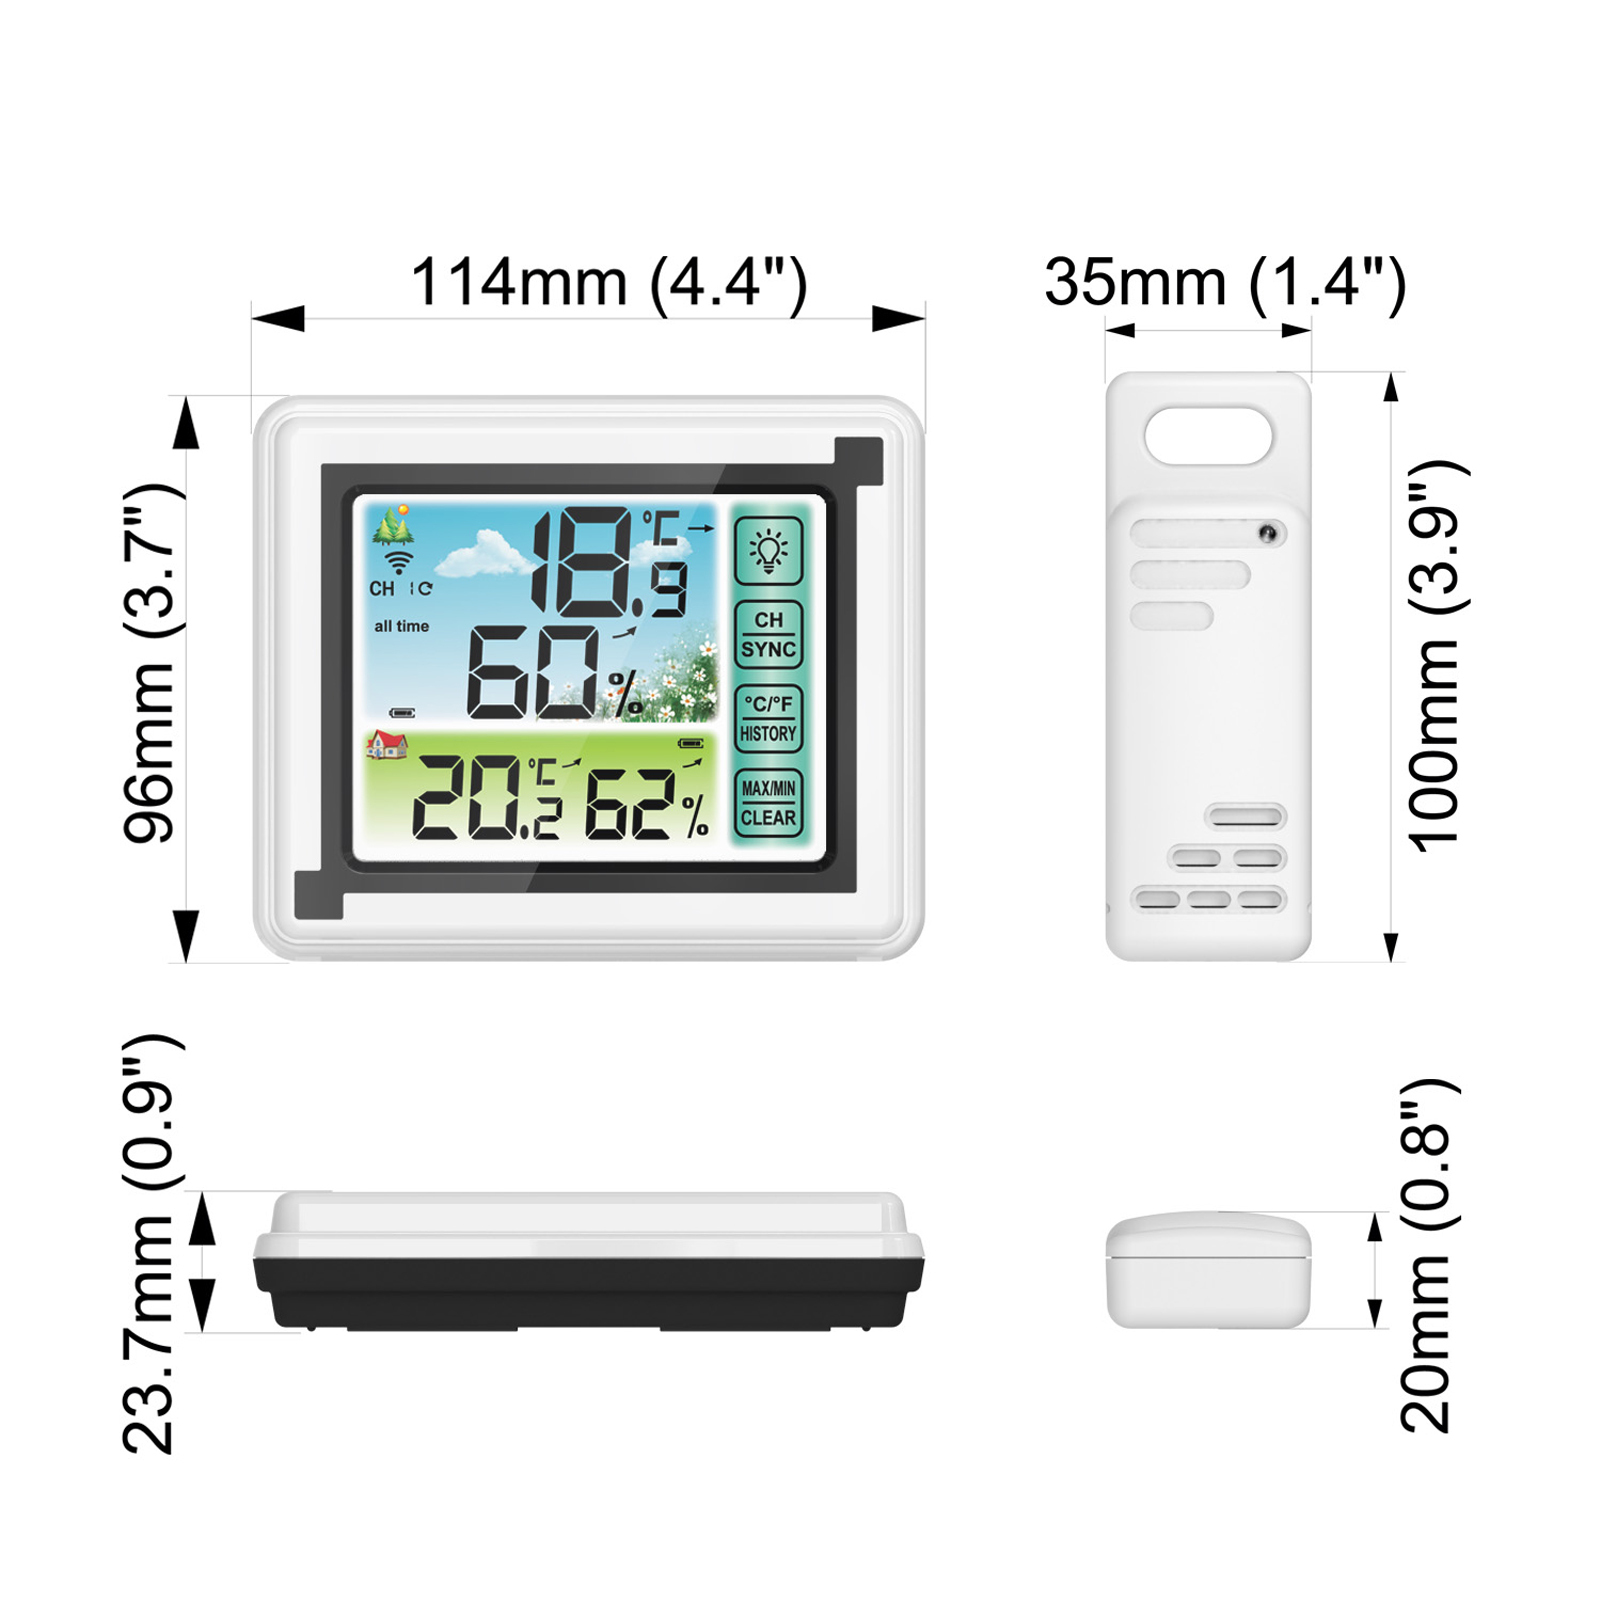 114mm (4.4")
35mm (1.4")
96mm (3.7")
100mm (3.9")
18.9 °C
CH 1
all time
60%
20.2 °C 62%
CH
SYNC
°C/°F
HISTORY
MAX/MIN
CLEAR
23.7mm (0.9")
20mm (0.8")